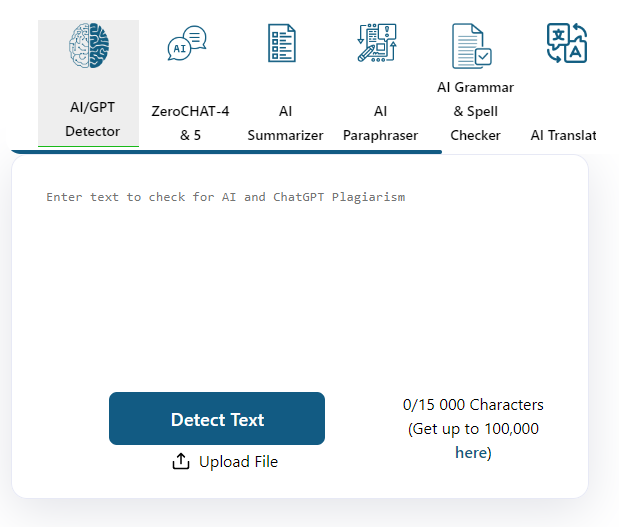 AI/GPT
Detector
AI
ZeroCHAT-4
& 5
AI
Summarizer
AI
Paraphraser
AI Grammar
& Spell
Checker
文
A
AI Translat
Enter text to check for AI and ChatGPT Plagiarism
Detect Text
Upload File
0/15 000 Characters
(Get up to 100,000
here)